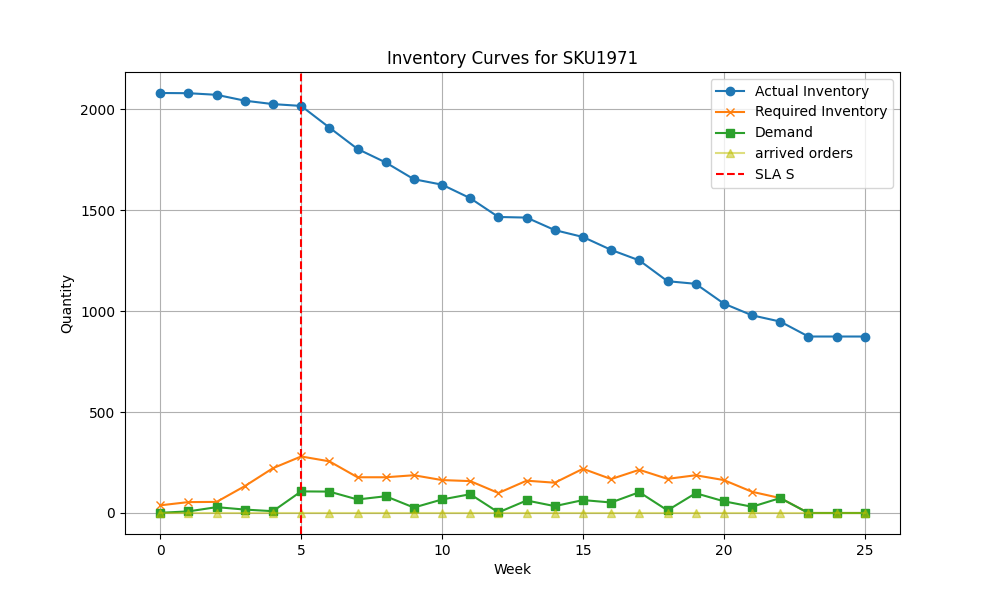 Inventory Curves for SKU1971
Actual Inventory
Required Inventory
Demand
arrived orders
SLA S
Quantity
2000
1500
1000
500
0
0 5 10 15 20 25
Week